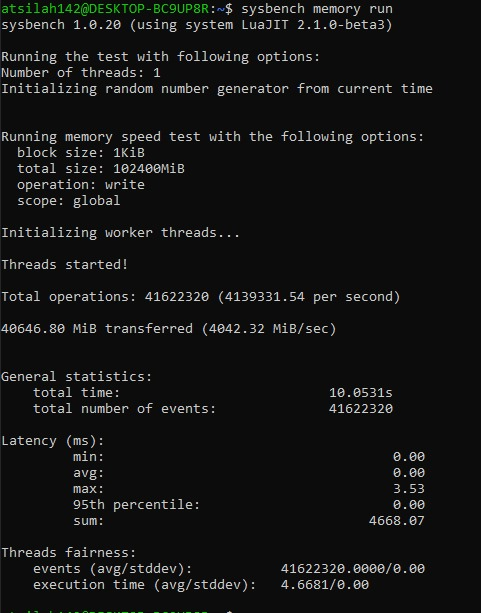 atsilah142@DESKTOP-BC9UP8R:~$ sysbench memory run
sysbench 1.0.20 (using system LuaJIT 2.1.0-beta3)
Running the test with following options:
Number of threads: 1
Initializing random number generator from current time
Running memory speed test with the following options:
block size: 1KiB
total size: 102400MiB
operation: write
scope: global
Initializing worker threads...
Threads started!
Total operations: 41622320 (4139331.54 per second)
40646.80 MiB transferred (4042.32 MiB/sec)
General statistics:
total time: 10.0531s
total number of events: 41622320
Latency (ms):
min: 0.00
avg: 0.00
max: 3.53
95th percentile: 0.00
sum: 4668.07
Threads fairness:
events (avg/stddev): 41622320.0000/0.00
execution time (avg/stddev): 4.6681/0.00